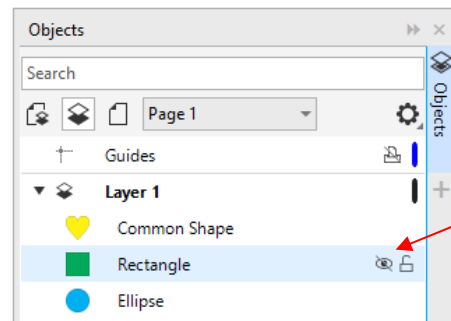 Objects
Search
Page 1
Objects
Guides
Layer 1
Common Shape
Rectangle
Ellipse